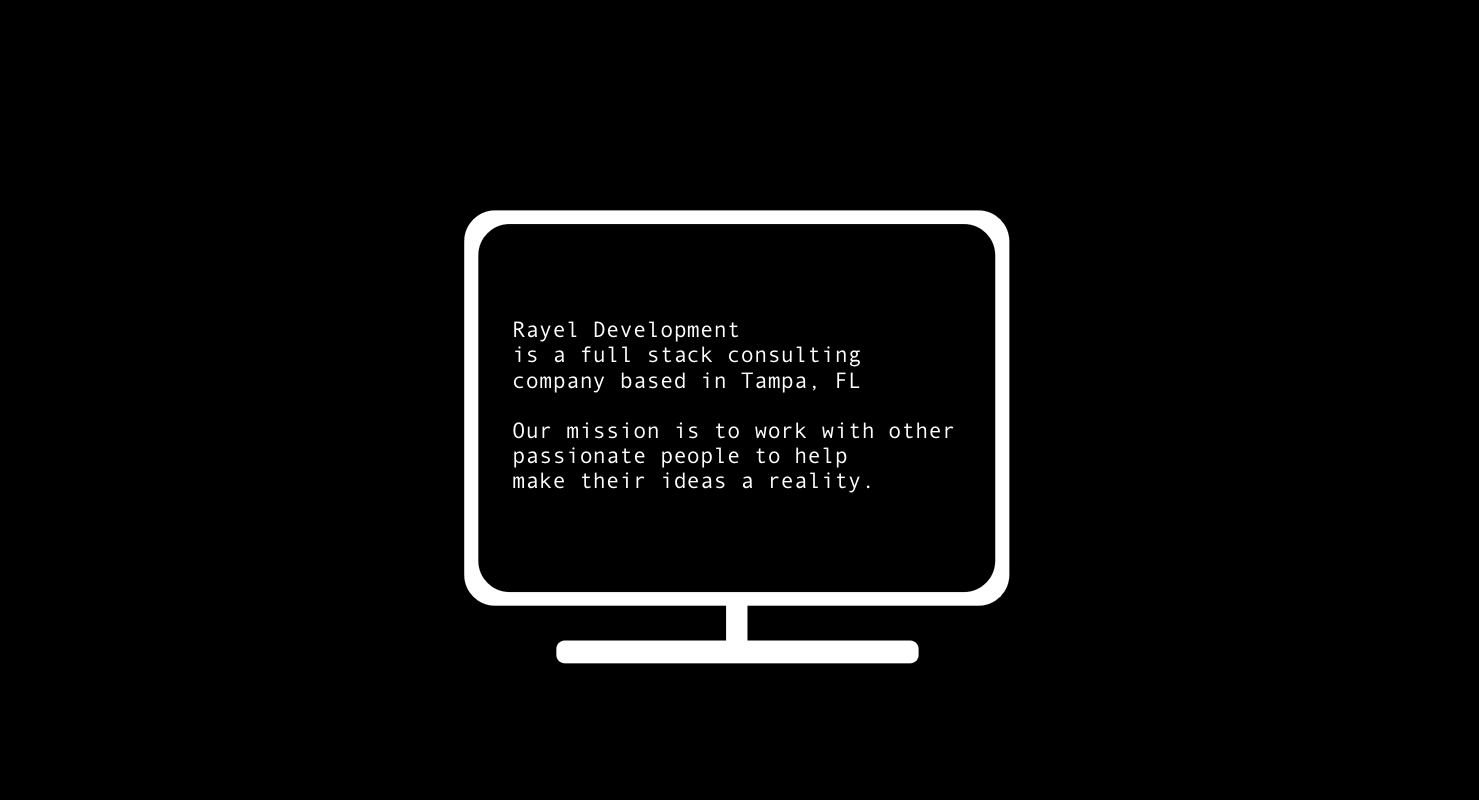 Rayel Development
is a full stack consulting
company based in Tampa, FL
Our mission is to work with other
passionate people to help
make their ideas a reality.